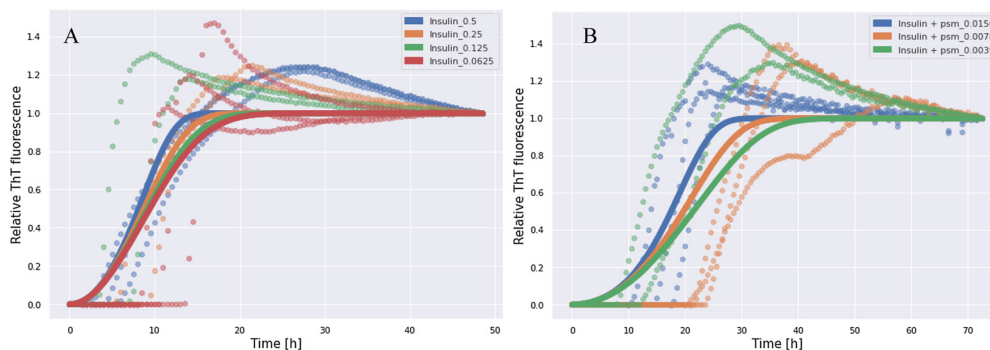 A
Insulin_0.5
Insulin_0.25
Insulin_0.125
Insulin_0.0625
Relative ThT fluorescence
1.4
1.2
1.0
0.8
0.6
0.4
0.2
0.0
0 10 20 30 40 50
Time [h]
B
Insulin + psm_0.0156
Insulin + psm_0.0078
Insulin + psm_0.0039
Relative ThT fluorescence
1.4
1.2
1.0
0.8
0.6
0.4
0.2
0.0
0 10 20 30 40 50 60 70
Time [h]